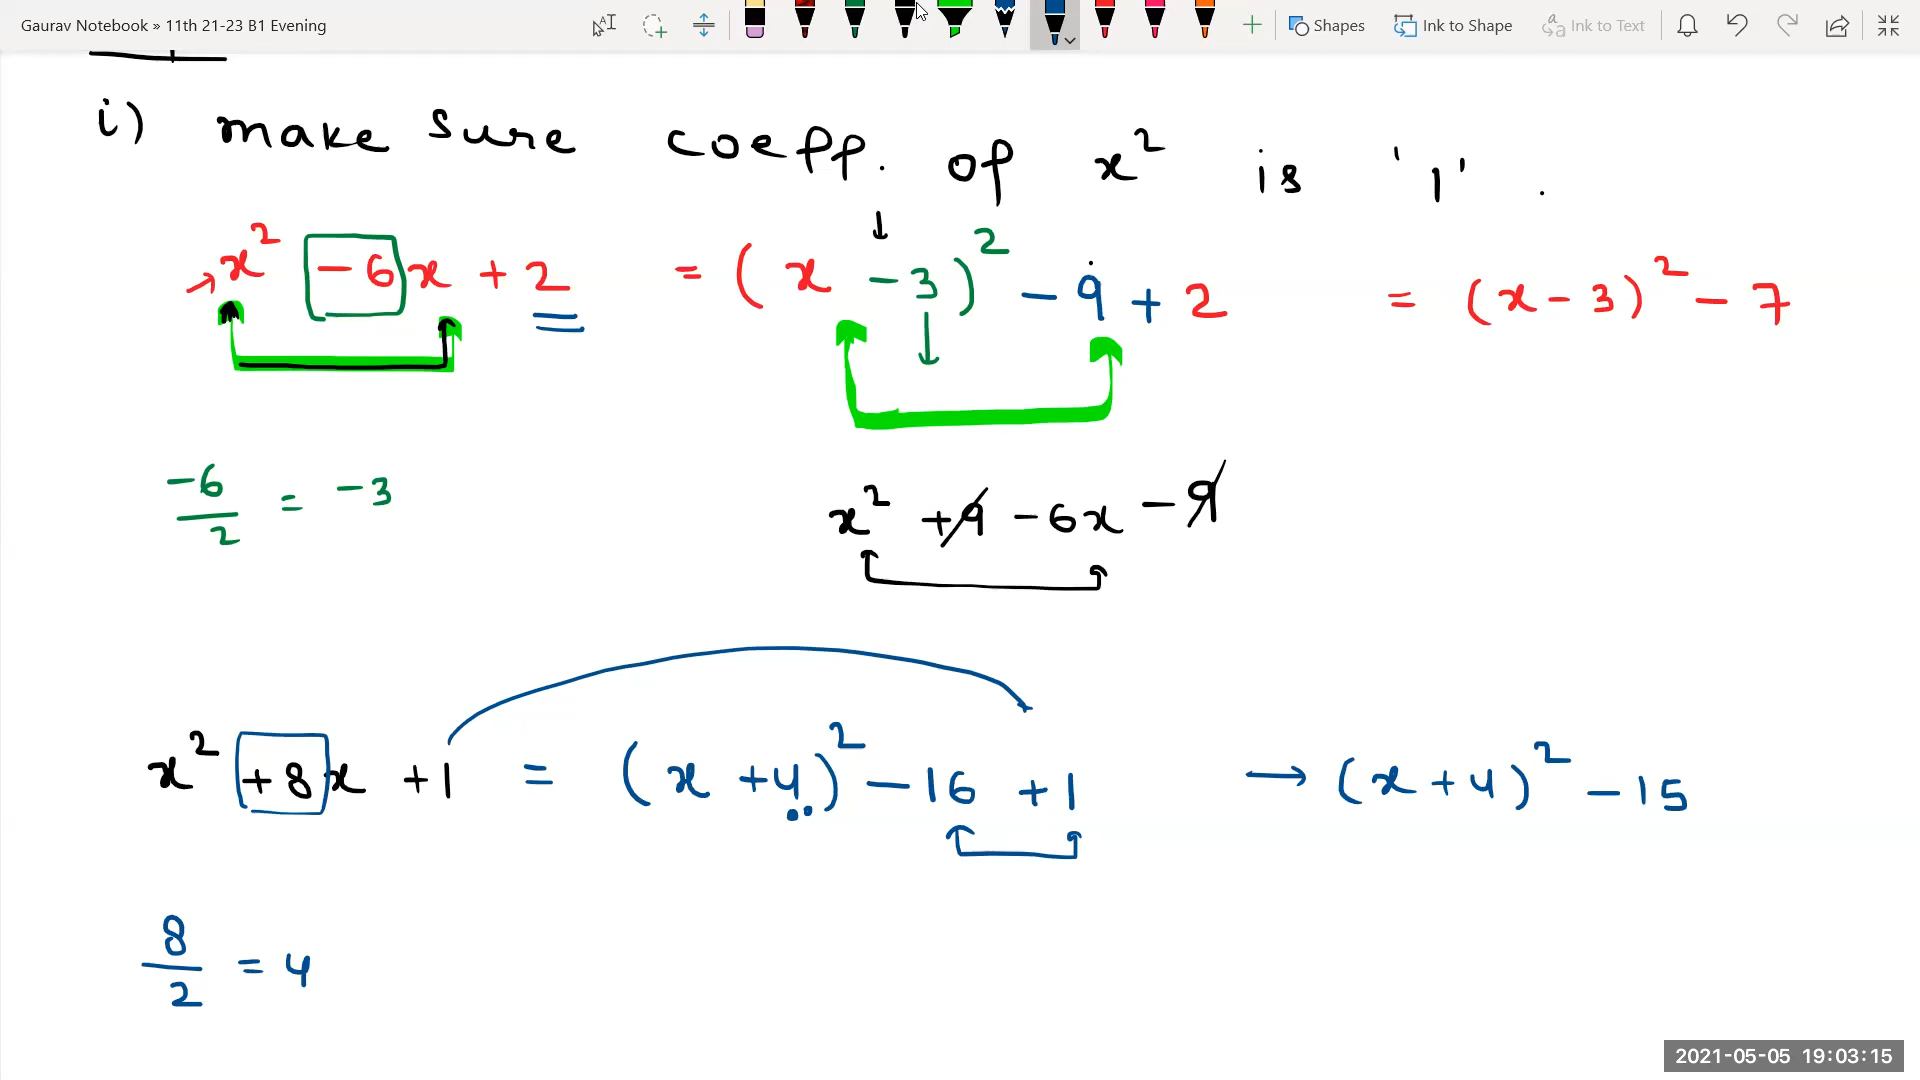 Gaurav Notebook » 11th 21-23 B1 Evening
Shapes Ink to Shape Ink to Text
i) make sure coeff. of x² is '1'.
x² -6x + 2 = (x -3)² - 9 + 2 = (x - 3)² - 7
-6/2 = -3
x² + 9 - 6x - 9
x² +8x +1 = (x +4)² - 16 +1 → (x + 4)² - 15
8/2 = 4
2021-05-05 19:03:15